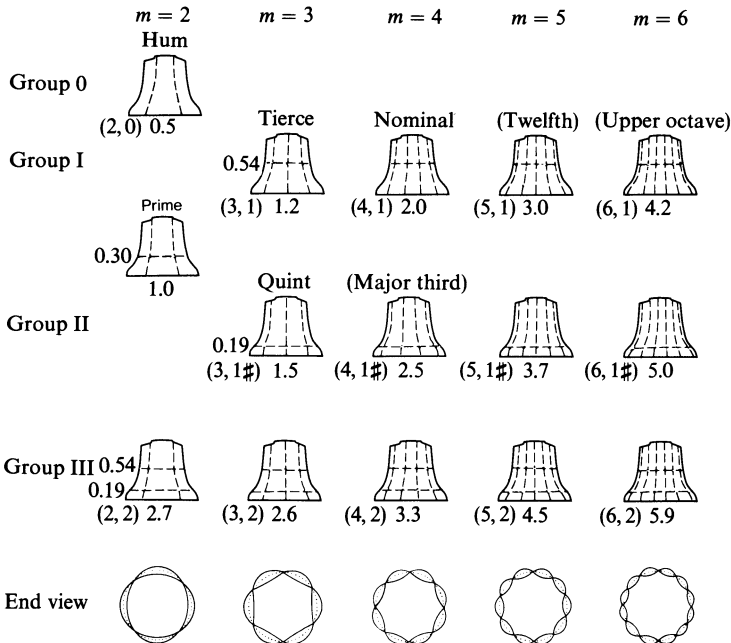 m = 2 m = 3 m = 4 m = 5 m = 6
Hum
Group 0
(2, 0) 0.5
Tierce Nominal (Twelfth) (Upper octave)
Group I 0.54
(3, 1) 1.2 (4, 1) 2.0 (5, 1) 3.0 (6, 1) 4.2
Prime
0.30
1.0
Quint (Major third)
Group II
0.19
(3, 1♯) 1.5 (4, 1♯) 2.5 (5, 1♯) 3.7 (6, 1♯) 5.0
Group III 0.54
0.19
(2, 2) 2.7 (3, 2) 2.6 (4, 2) 3.3 (5, 2) 4.5 (6, 2) 5.9
End view